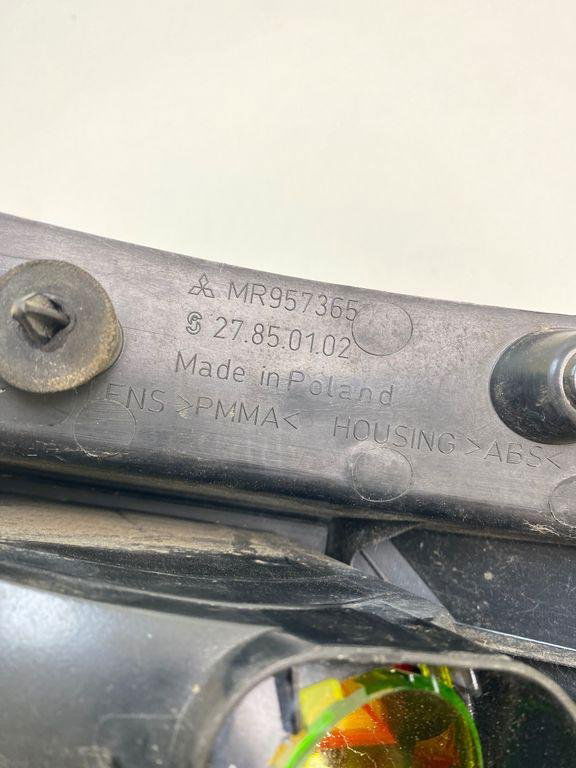 MR957365
27.85.01.02
Made in Poland
ENS >PMMA< HOUSING >ABS<